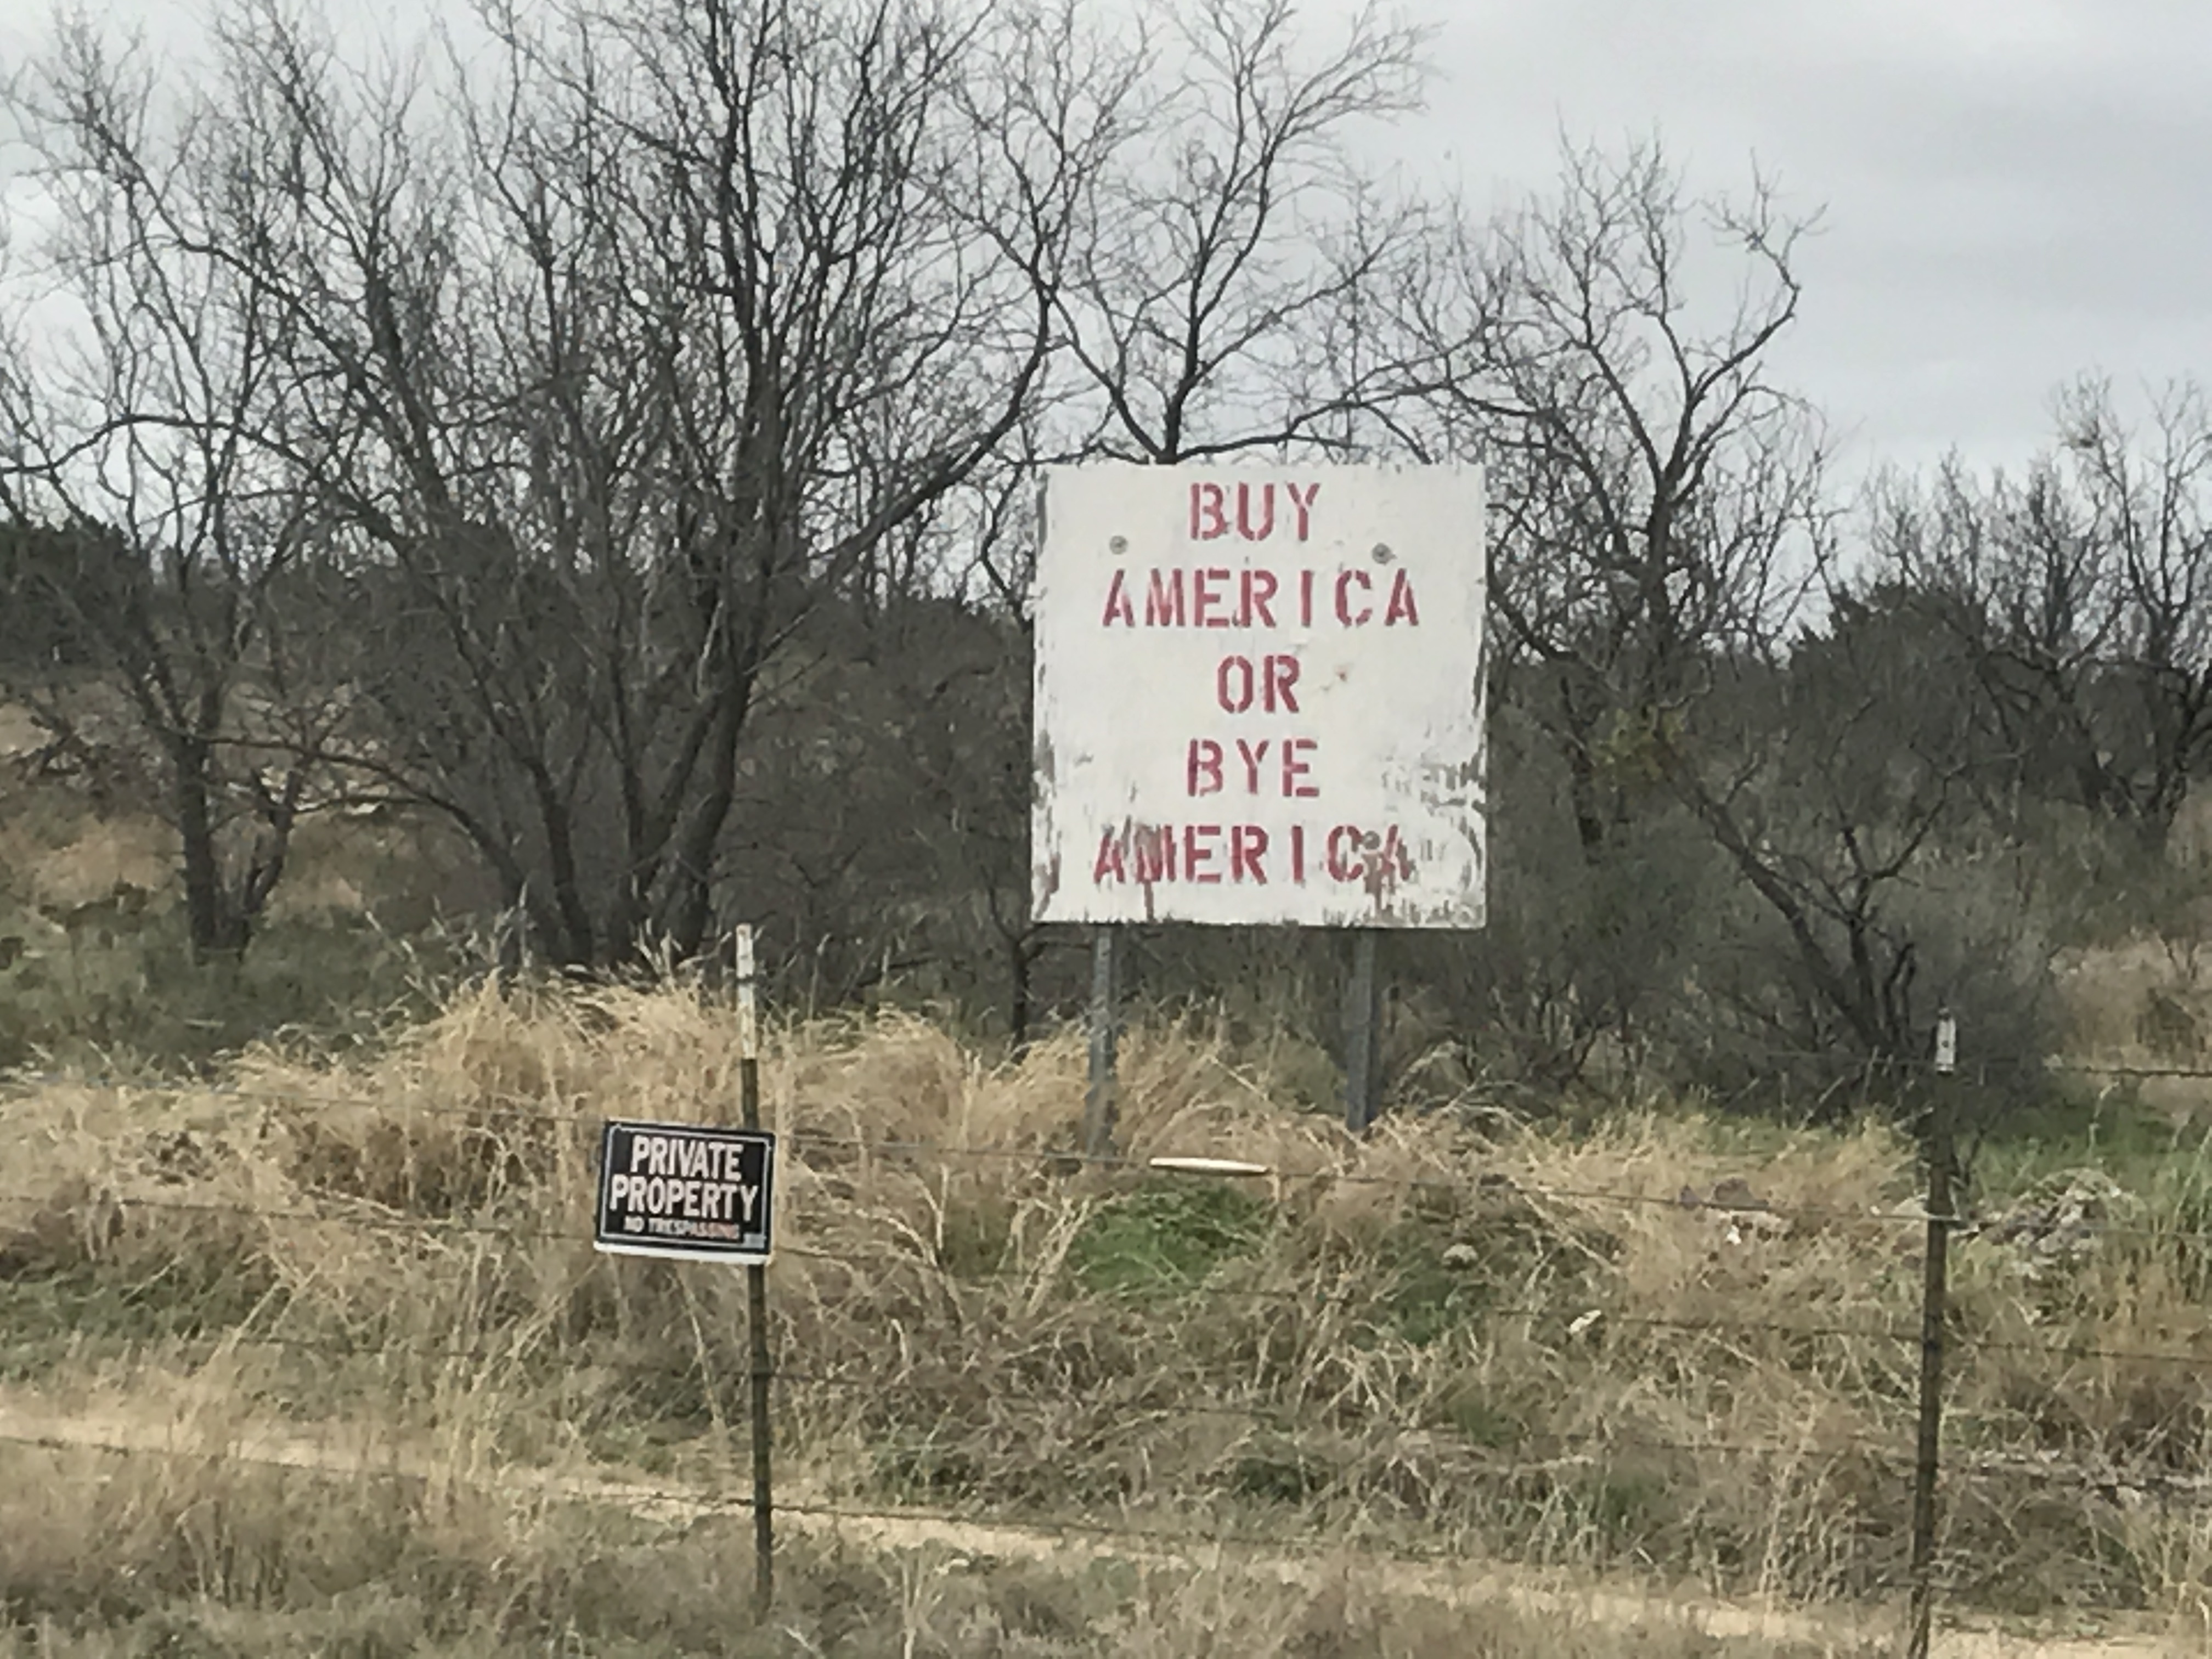 BUY
AMERICA
OR
BYE
AMERICA
PRIVATE
PROPERTY
NO TRESPASSING